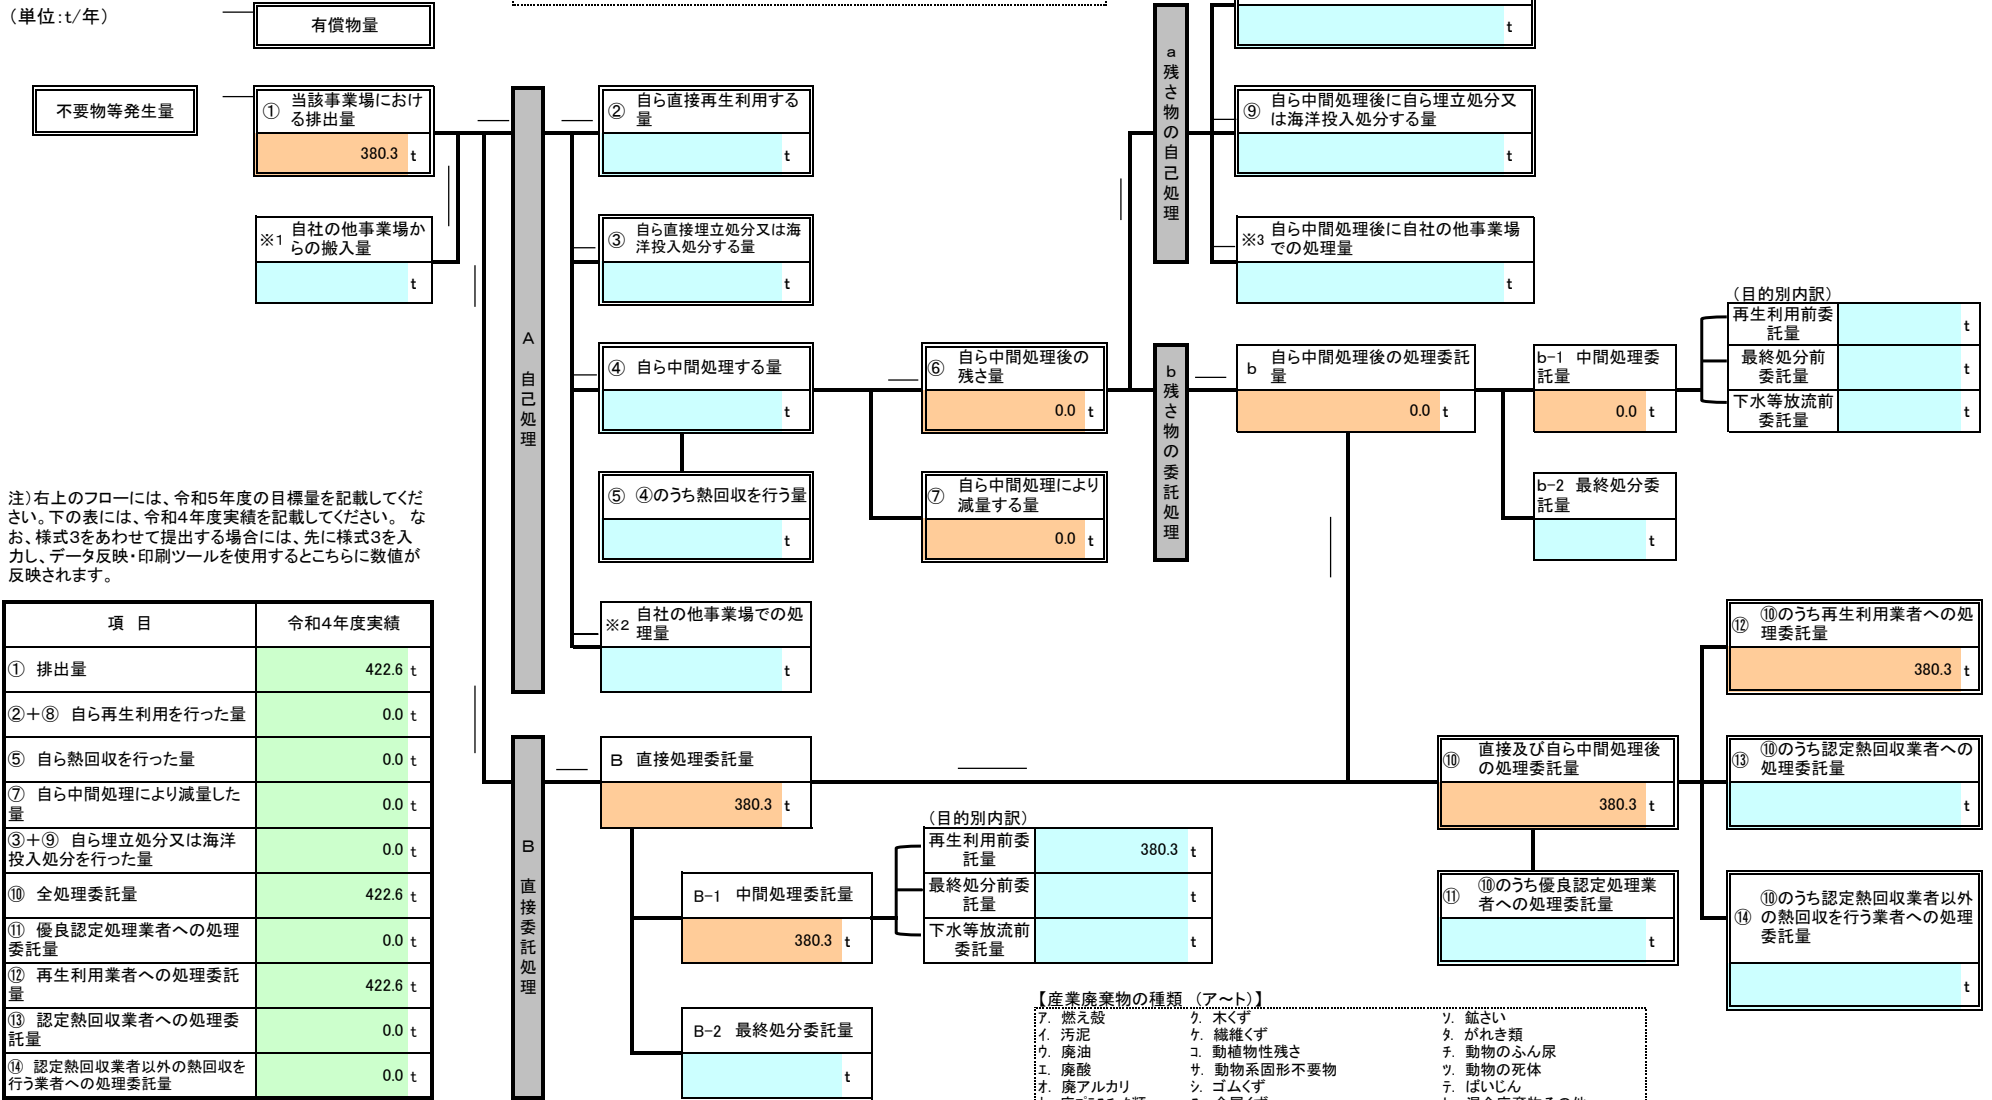 (単位:t/年)
有償物量
t
不要物等発生量
① 当該事業場におけ
る排出量
380.3 t
※1 自社の他事業場か
らの搬入量
t
A 自己処理
② 自ら直接再生利用する
量
t
③ 自ら直接埋立処分又は海
洋投入処分する量
t
④ 自ら中間処理する量
t
⑤ ④のうち熱回収を行う量
t
※2 自社の他事業場での処
理量
t
⑥ 自ら中間処理後の
残さ量
0.0 t
⑦ 自ら中間処理により
減量する量
0.0 t
a 残さ物の自己処理
⑨ 自ら中間処理後に自ら埋立処分又
は海洋投入処分する量
t
※3 自ら中間処理後に自社の他事業場
での処理量
t
b 残さ物の委託処理
b 自ら中間処理後の処理委託
量
0.0 t
b-1 中間処理委
託量
0.0 t
b-2 最終処分委
託量
t
(目的別内訳)
再生利用前委
託量
t
最終処分前
委託量
t
下水等放流前
委託量
t
注)右上のフローには、令和5年度の目標量を記載してくだ
さい。下の表には、令和4年度実績を記載してください。 な
お、様式3をあわせて提出する場合には、先に様式3を入
力し、データ反映・印刷ツールを使用するとこちらに数値が
反映されます。
項 目 令和4年度実績
① 排出量 422.6 t
②+⑧ 自ら再生利用を行った量 0.0 t
⑤ 自ら熱回収を行った量 0.0 t
⑦ 自ら中間処理により減量した
量 0.0 t
③+⑨ 自ら埋立処分又は海洋
投入処分を行った量 0.0 t
⑩ 全処理委託量 422.6 t
⑪ 優良認定処理業者への処理
委託量 0.0 t
⑫ 再生利用業者への処理委託
量 422.6 t
⑬ 認定熱回収業者への処理委
託量 0.0 t
⑭ 認定熱回収業者以外の熱回収を
行う業者への処理委託量 0.0 t
B 直接委託処理
B 直接処理委託量
380.3 t
B-1 中間処理委託量
380.3 t
B-2 最終処分委託量
t
(目的別内訳)
再生利用前委
託量
380.3 t
最終処分前委
託量
t
下水等放流前
委託量
t
⑩ 直接及び自ら中間処理後
の処理委託量
380.3 t
⑪ ⑩のうち優良認定処理業
者への処理委託量
t
⑫ ⑩のうち再生利用業者への処
理委託量
380.3 t
⑬ ⑩のうち認定熱回収業者への
処理委託量
t
⑭ ⑩のうち認定熱回収業者以外
の熱回収を行う業者への処理
委託量
t
【産業廃棄物の種類 (ア~ト)】
ア. 燃え殻 ク. 木くず ソ. 鉱さい
イ. 汚泥 ケ. 繊維くず タ. がれき類
ウ. 廃油 コ. 動植物性残さ チ. 動物のふん尿
エ. 廃酸 サ. 動物系固形不要物 ツ. 動物の死体
オ. 廃アルカリ シ. ゴムくず テ. ばいじん